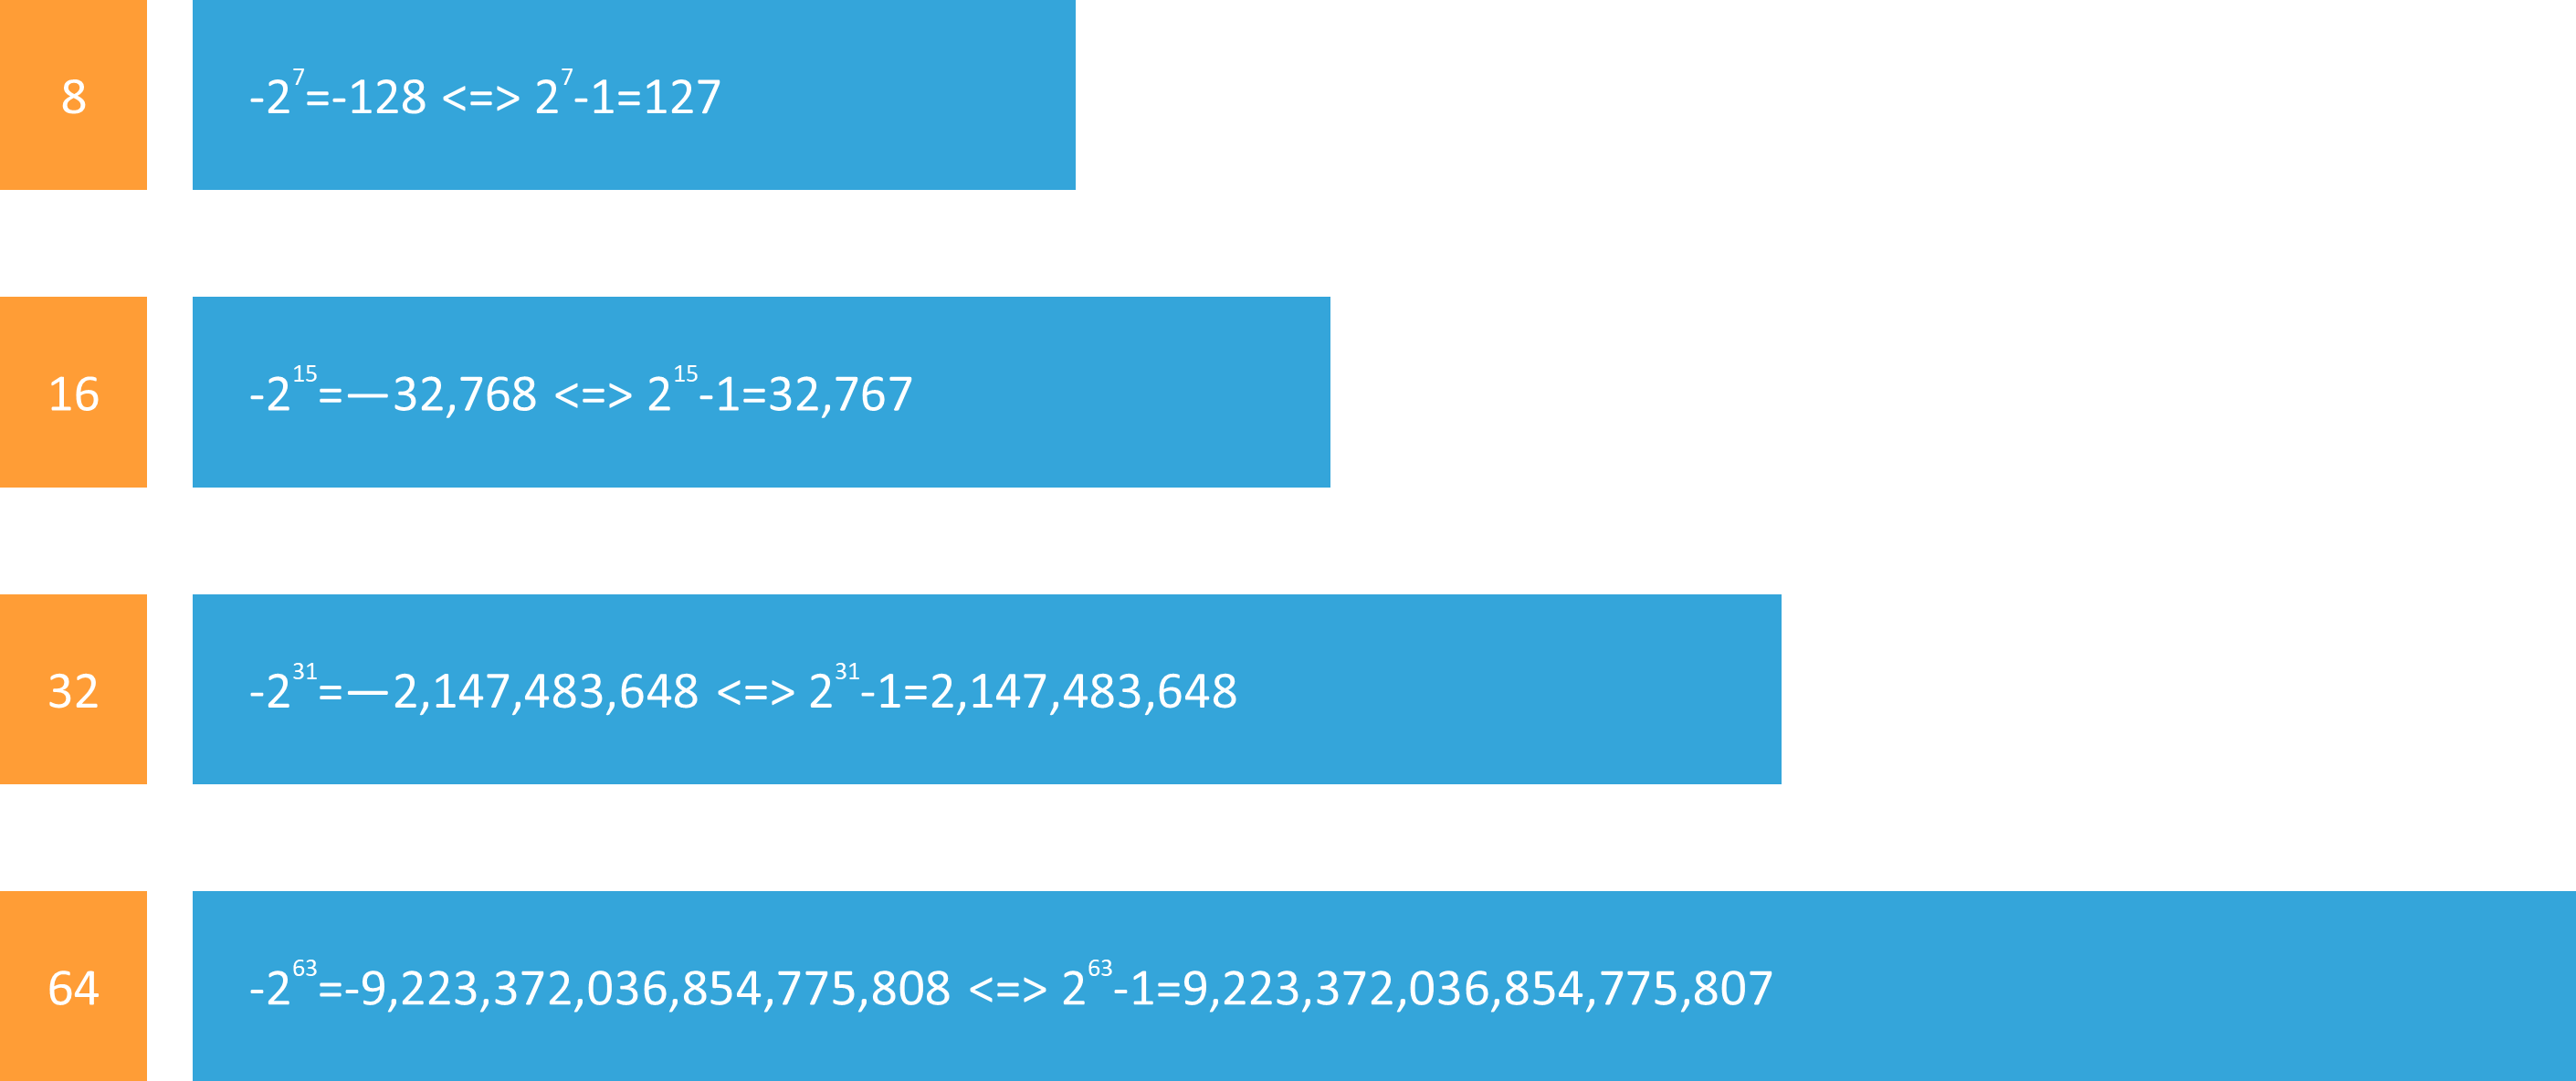 8
-2⁷=-128 <=> 2⁷-1=127
16
-2¹⁵=—32,768 <=> 2¹⁵-1=32,767
32
-2³¹=—2,147,483,648 <=> 2³¹-1=2,147,483,648
64
-2⁶³=-9,223,372,036,854,775,808 <=> 2⁶³-1=9,223,372,036,854,775,807